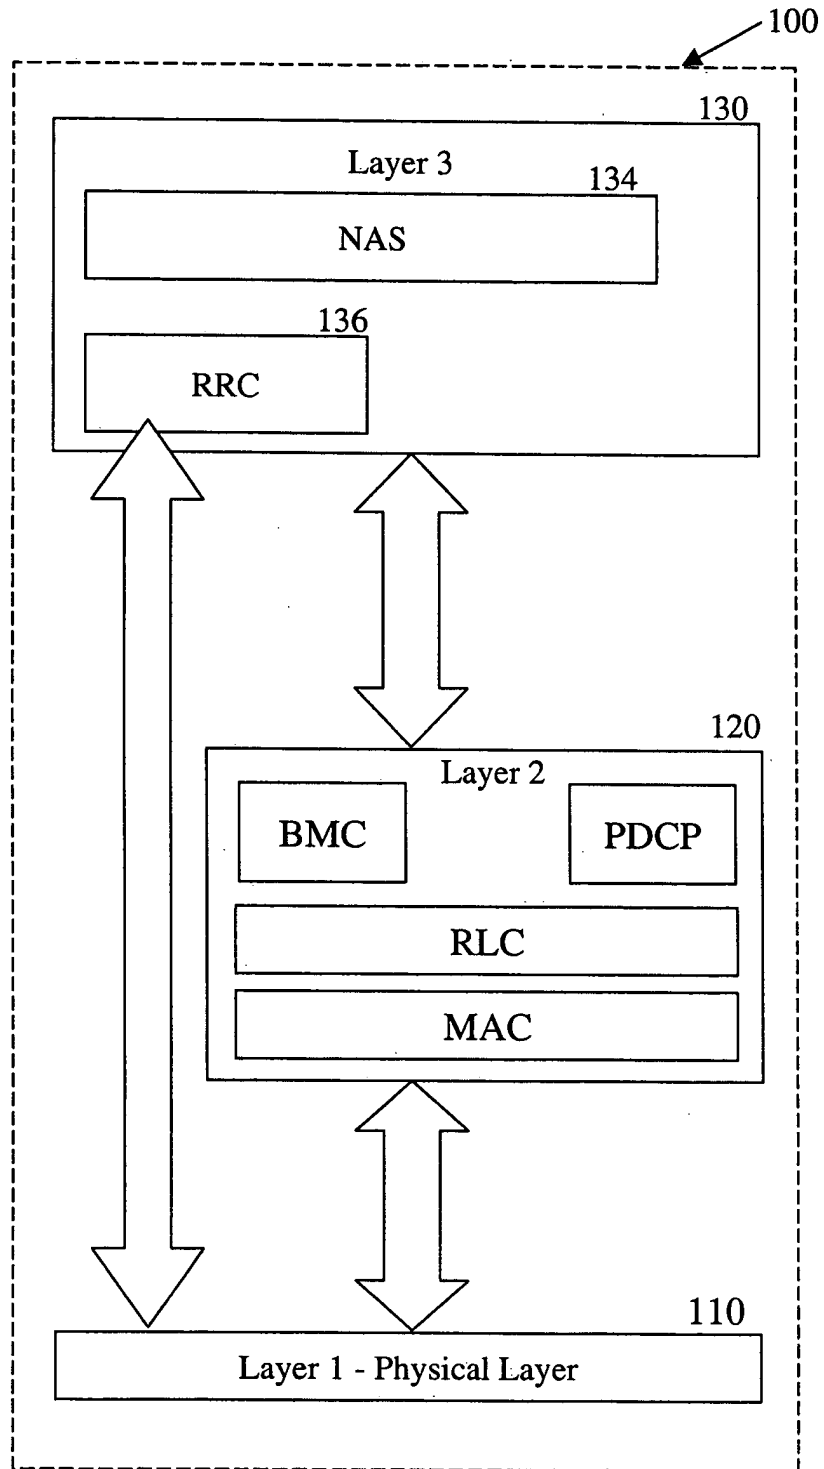 100
130
Layer 3
134
NAS
136
RRC
120
Layer 2
BMC
PDCP
RLC
MAC
110
Layer 1 - Physical Layer